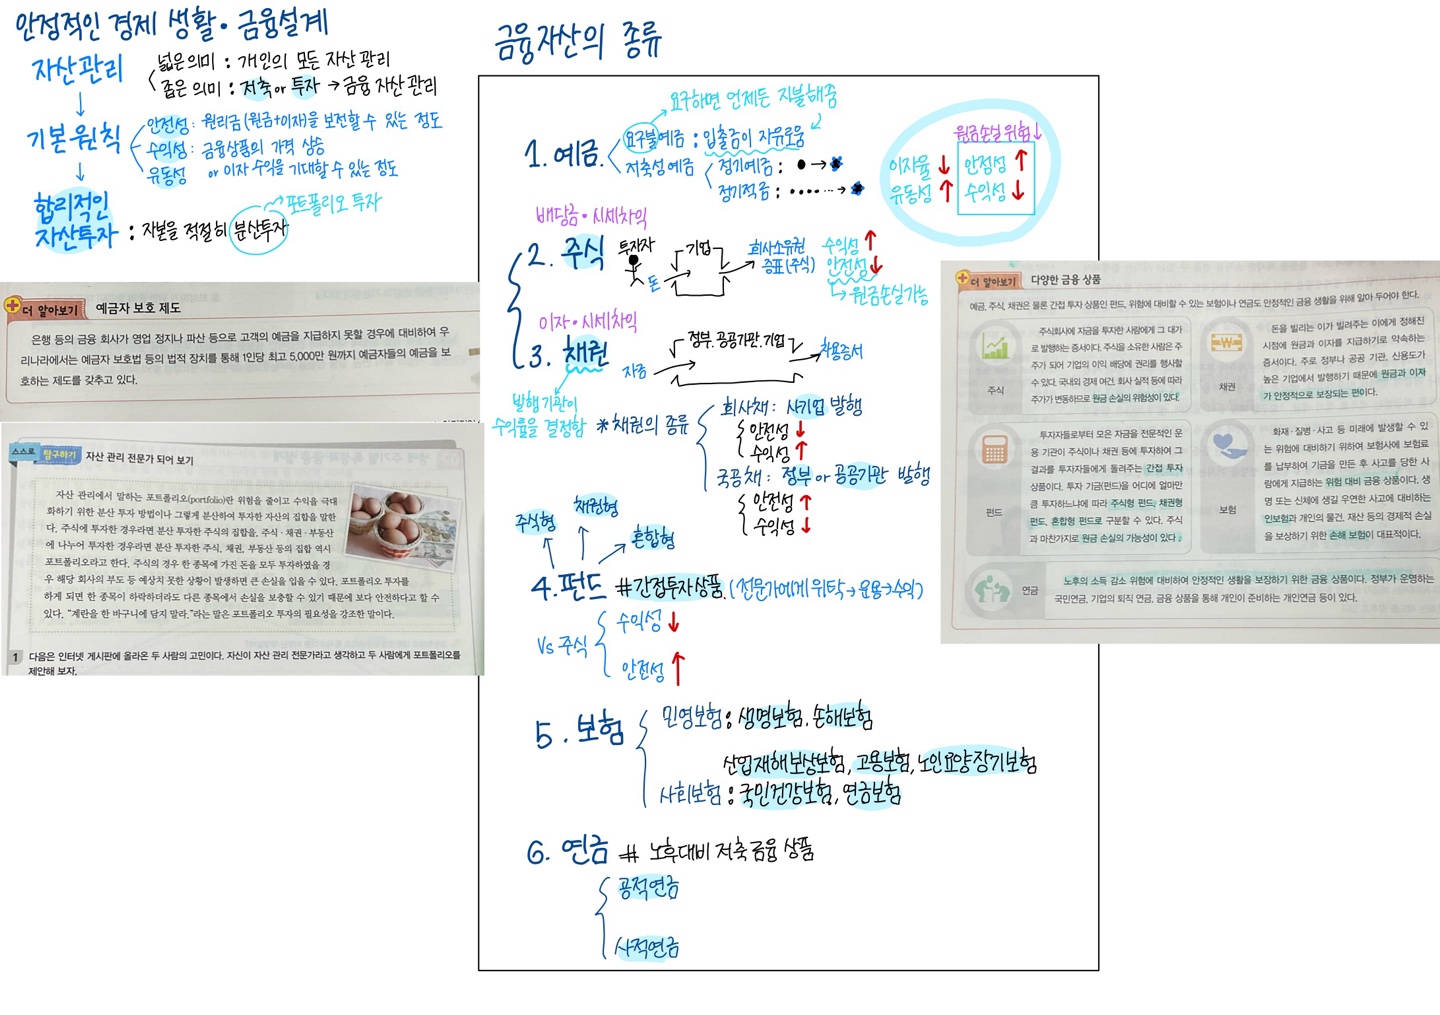 안정적인 경제 생활·금융설계
자산관리
넓은 의미 : 개인의 모든 자산 관리
좁은 의미 : 저축 or 투자 → 금융 자산 관리
↓
기본원칙
안전성 : 원리금(원금+이자)을 보전할 수 있는 정도
수익성 : 금융상품의 가격 상승
or 이자 수익을 기대할 수 있는 정도
유동성
↓
합리적인
자산투자 : 자본을 적절히 분산투자
포트폴리오 투자
더 알아보기 예금자 보호 제도
은행 등의 금융 회사가 영업 정지나 파산 등으로 고객의 예금을 지급하지 못할 경우에 대비하여 우
리나라에서는 예금자 보호법 등의 법적 장치를 통해 1인당 최고 5,000만 원까지 예금자들의 예금을 보
호하는 제도를 갖추고 있다.
스스로 탐구하기 자산 관리 전문가 되어 보기
자산 관리에서 말하는 포트폴리오(portfolio)란 위험을 줄이고 수익을 극대
화하기 위한 분산 투자 방법이나 그렇게 분산하여 투자한 자산의 집합을 말한
다. 주식에 투자한 경우라면 분산 투자한 주식의 집합을, 주식·채권·부동산
에 나누어 투자한 경우라면 분산 투자한 주식, 채권, 부동산 등의 집합 역시
포트폴리오라고 한다. 주식의 경우 한 종목에 가진 돈을 모두 투자하였을 경
우 해당 회사의 부도 등 예상치 못한 상황이 발생하면 큰 손실을 입을 수 있다. 포트폴리오 투자를
하게 되면 한 종목이 하락하더라도 다른 종목에서 손실을 보충할 수 있기 때문에 보다 안전하다고 할 수
있다. “계란을 한 바구니에 담지 말라.”라는 말은 포트폴리오 투자의 필요성을 강조한 말이다.
1 다음은 인터넷 게시판에 올라온 두 사람의 고민이다. 자신이 자산 관리 전문가라고 생각하고 두 사람에게 포트폴리오를
제안해 보자.
금융자산의 종류
요구하면 언제든 지불해줌
1. 예금
요구불예금 : 입출금이 자유로움
저축성예금
정기예금 : ● → ✱
정기적금 : •••• ··· → ✱
원금손실 위험↓
이자율 ↓ 안정성 ↑
유동성 ↑ 수익성 ↓
배당금·시세차익
2. 주식
투자자
돈
기업
회사소유권
증표(주식)
수익성 ↑
안전성 ↓
원금손실가능
이자·시세차익
3. 채권
자금
정부. 공공기관. 기업
차용증서
발행기관이
수익률을 결정함
*채권의 종류
회사채 : 사기업 발행
안전성 ↓
수익성 ↑
국공채 : 정부 or 공공기관 발행
안전성 ↑
수익성 ↓
주식형
채권형
혼합형
4. 펀드 #간접투자상품. (전문가에게 위탁→운용→수익)
Vs 주식
수익성 ↓
안전성 ↑
5. 보험
민영보험 : 생명보험. 손해보험
산업재해보상보험, 고용보험, 노인요양장기보험
사회보험 : 국민건강보험, 연금보험
6. 연금 # 노후대비 저축 금융 상품
공적연금
사적연금
더 알아보기 다양한 금융 상품
예금, 주식, 채권은 물론 간접 투자 상품인 펀드, 위험에 대비할 수 있는 보험이나 연금도 안정적인 금융 생활을 위해 알아 두어야 한다.
주식
주식회사에 자금을 투자한 사람에게 그 대가
로 발행하는 증서이다. 주식을 소유한 사람은 주
주가 되어 기업의 이익 배당에 권리를 행사할
수 있다. 국내외 경제 여건, 회사 실적 등에 따라
주가가 변동하므로 원금 손실의 위험성이 있다.
채권
돈을 빌리는 이가 빌려주는 이에게 정해진
시점에 원금과 이자를 지급하기로 약속하는
증서이다. 주로 정부나 공공 기관, 신용도가
높은 기업에서 발행하기 때문에 원금과 이자
가 안정적으로 보장되는 편이다.
펀드
투자자들로부터 모은 자금을 전문적인 운
용 기관이 주식이나 채권 등에 투자하여 그
결과를 투자자들에게 돌려주는 간접 투자
상품이다. 투자 기금(펀드)을 어디에 얼마만
큼 투자하느냐에 따라 주식형 펀드, 채권형
펀드, 혼합형 펀드로 구분할 수 있다. 주식
과 마찬가지로 원금 손실의 가능성이 있다.
보험
화재·질병·사고 등 미래에 발생할 수 있
는 위험에 대비하기 위하여 보험사에 보험료
를 납부하여 기금을 만든 후 사고를 당한 사
람에게 지급하는 위험 대비 금융 상품이다. 생
명 또는 신체에 생길 우연한 사고에 대비하는
인보험과 개인의 물건, 재산 등의 경제적 손실
을 보상하기 위한 손해 보험이 대표적이다.
연금
노후의 소득 감소 위험에 대비하여 안정적인 생활을 보장하기 위한 금융 상품이다. 정부가 운영하는
국민연금, 기업의 퇴직 연금, 금융 상품을 통해 개인이 준비하는 개인연금 등이 있다.